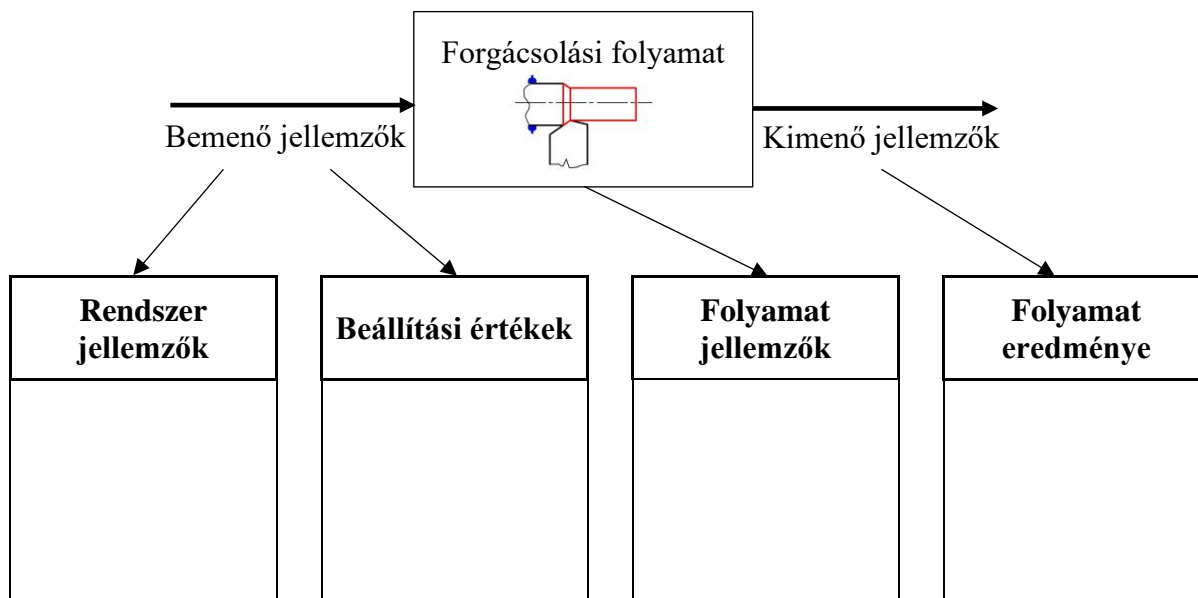 Forgácsolási folyamat
Bemenő jellemzők
Kimenő jellemzők
Rendszer
jellemzők
Beállítási értékek
Folyamat
jellemzők
Folyamat
eredménye